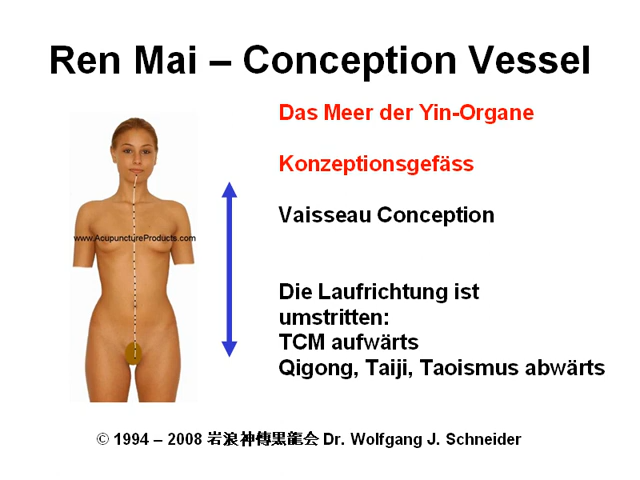 Ren Mai – Conception Vessel
Das Meer der Yin-Organe
Konzeptionsgefäss
www.AcupunctureProducts.com
Vaisseau Conception
Die Laufrichtung ist
umstritten:
TCM aufwärts
Qigong, Taiji, Taoismus abwärts
© 1994 – 2008 岩浪神傳黒龍会 Dr. Wolfgang J. Schneider